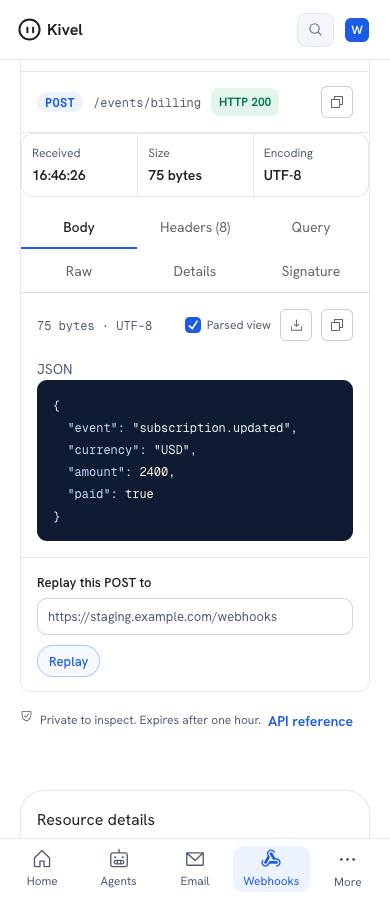 Kivel
W
POST /events/billing HTTP 200
Received Size Encoding
16:46:26 75 bytes UTF-8
Body Headers (8) Query
Raw Details Signature
75 bytes · UTF-8 Parsed view
JSON
{
"event": "subscription.updated",
"currency": "USD",
"amount": 2400,
"paid": true
}
Replay this POST to
https://staging.example.com/webhooks
Replay
Private to inspect. Expires after one hour. API reference
Resource details
Home Agents Email Webhooks More